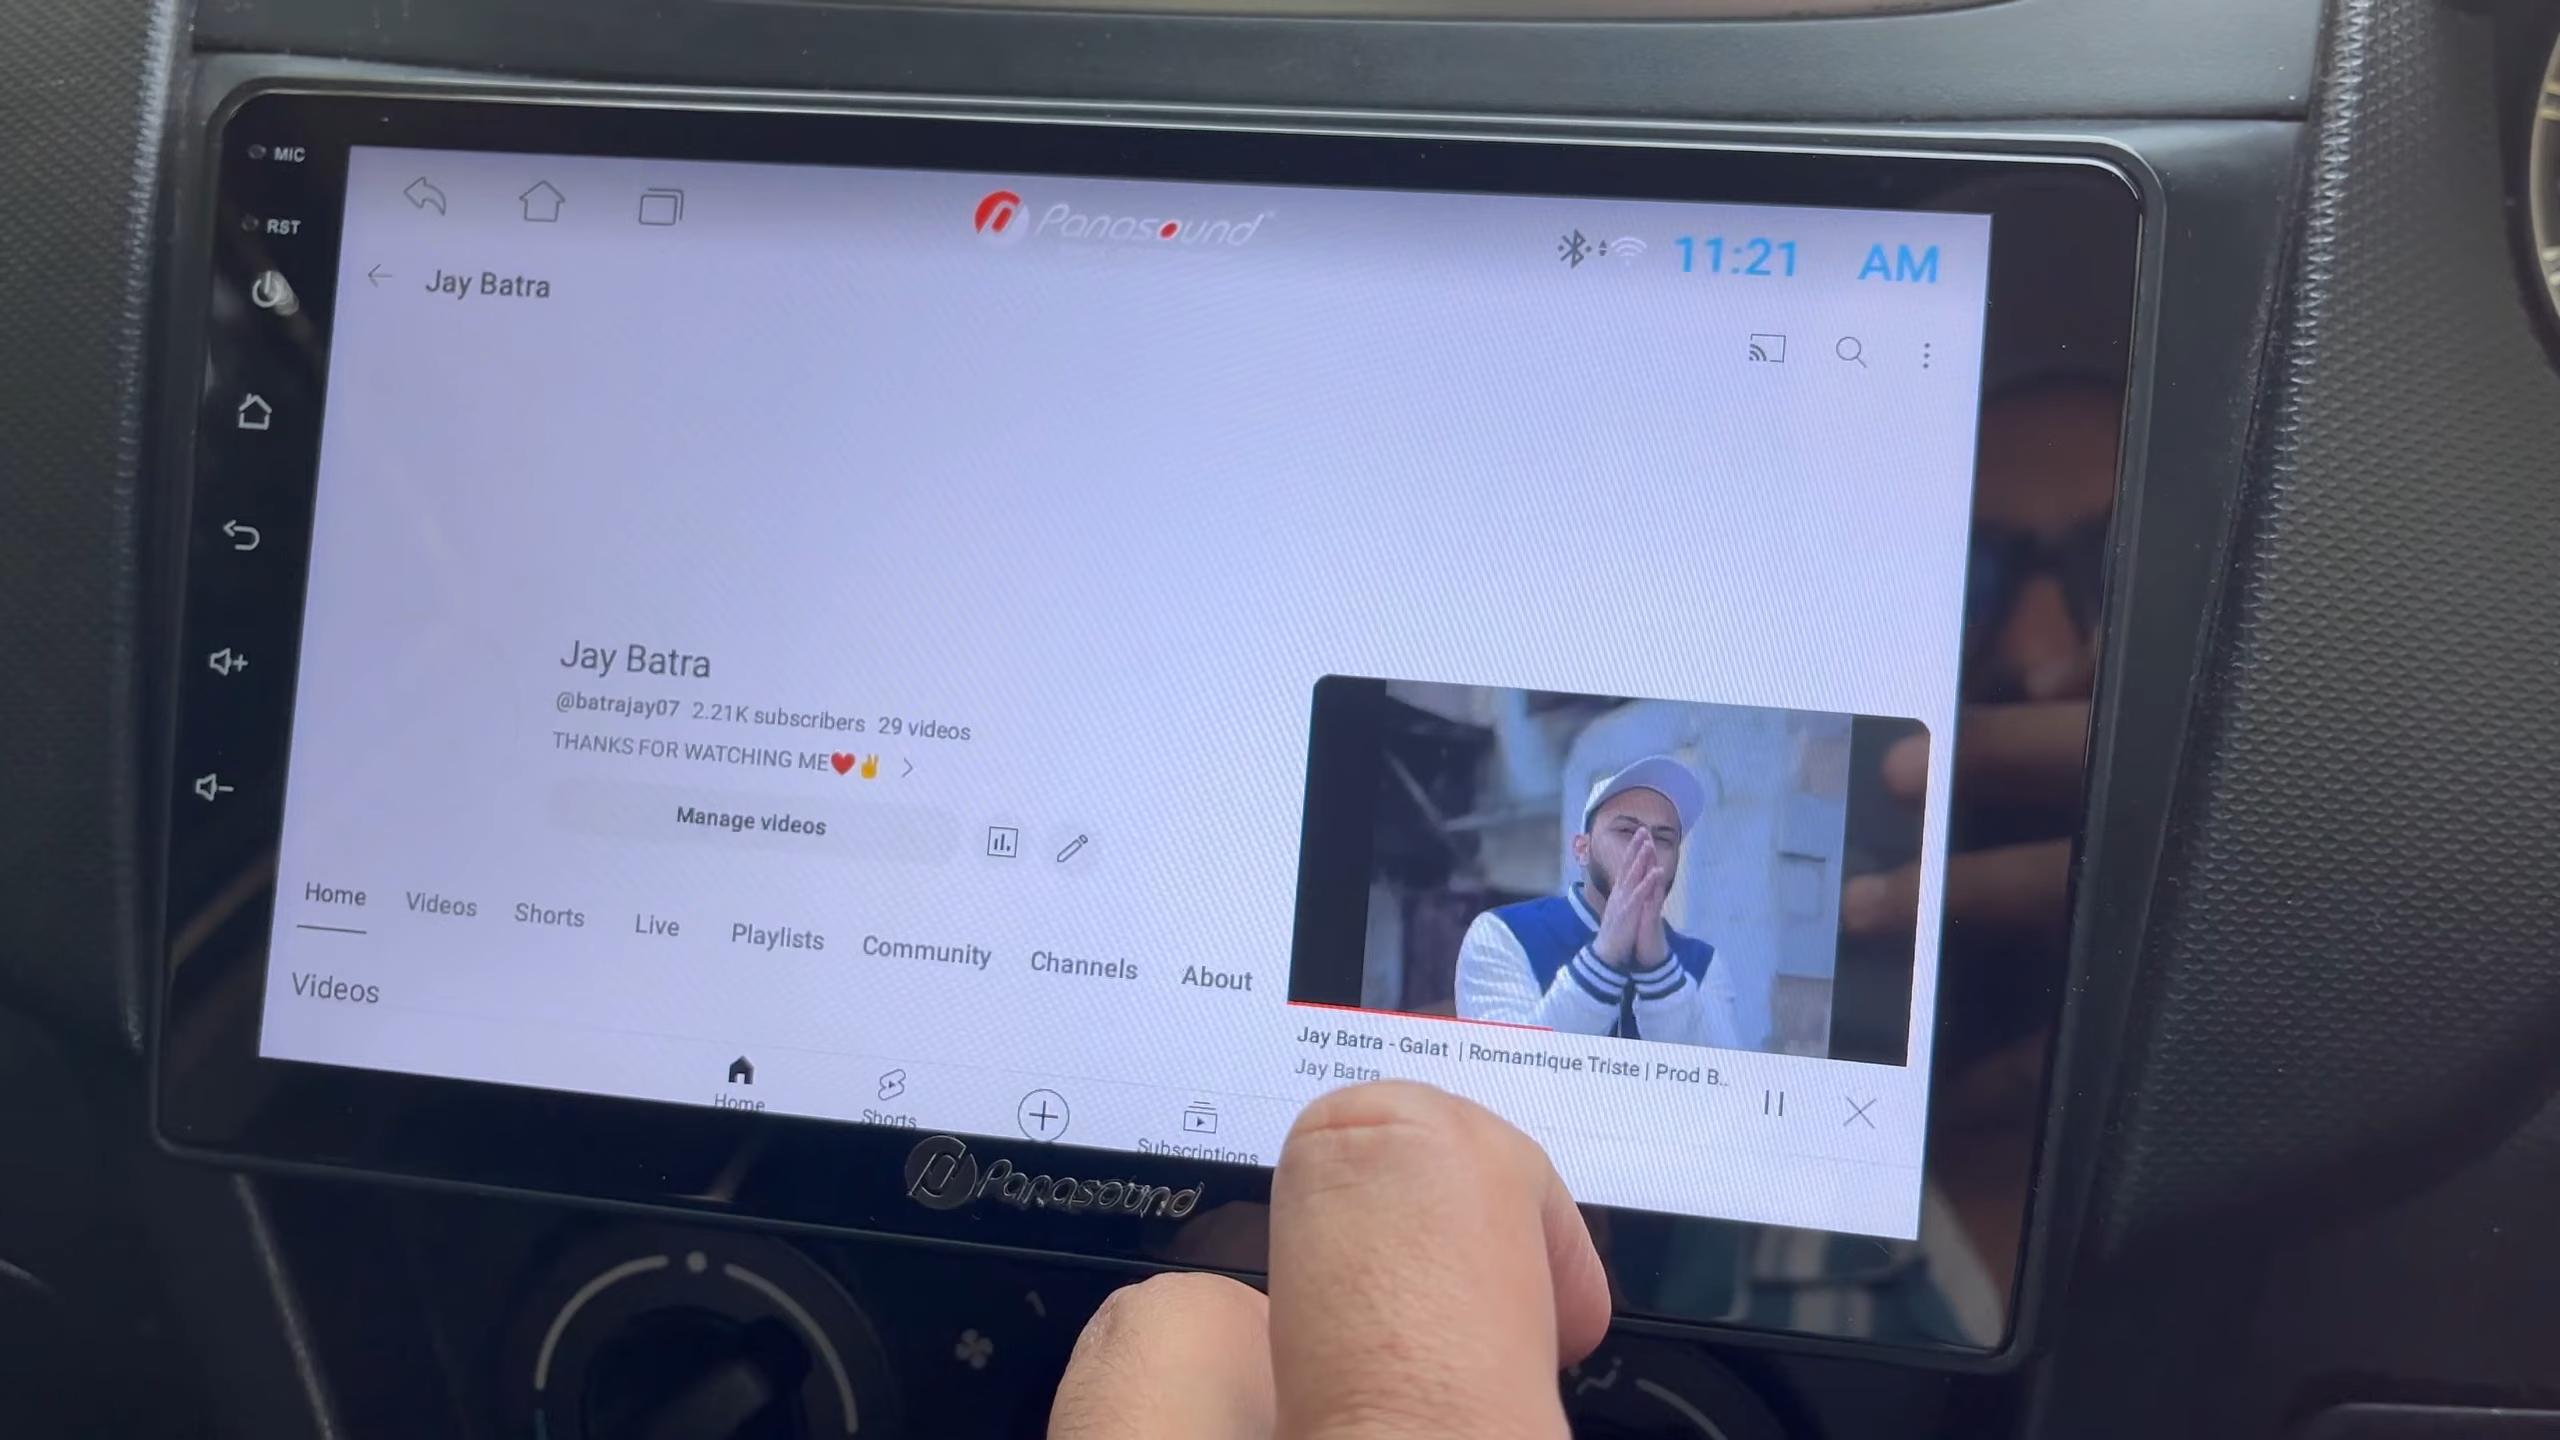 MIC
RST
Panasound
11:21 AM
Jay Batra
Jay Batra
@batrajay07 2.21K subscribers 29 videos
THANKS FOR WATCHING ME❤️✌️
Manage videos
Home Videos Shorts Live Playlists Community Channels About
Videos
Jay Batra - Galat | Romantique Triste | Prod B..
Jay Batra
Home Shorts Subscriptions
Panasound
1